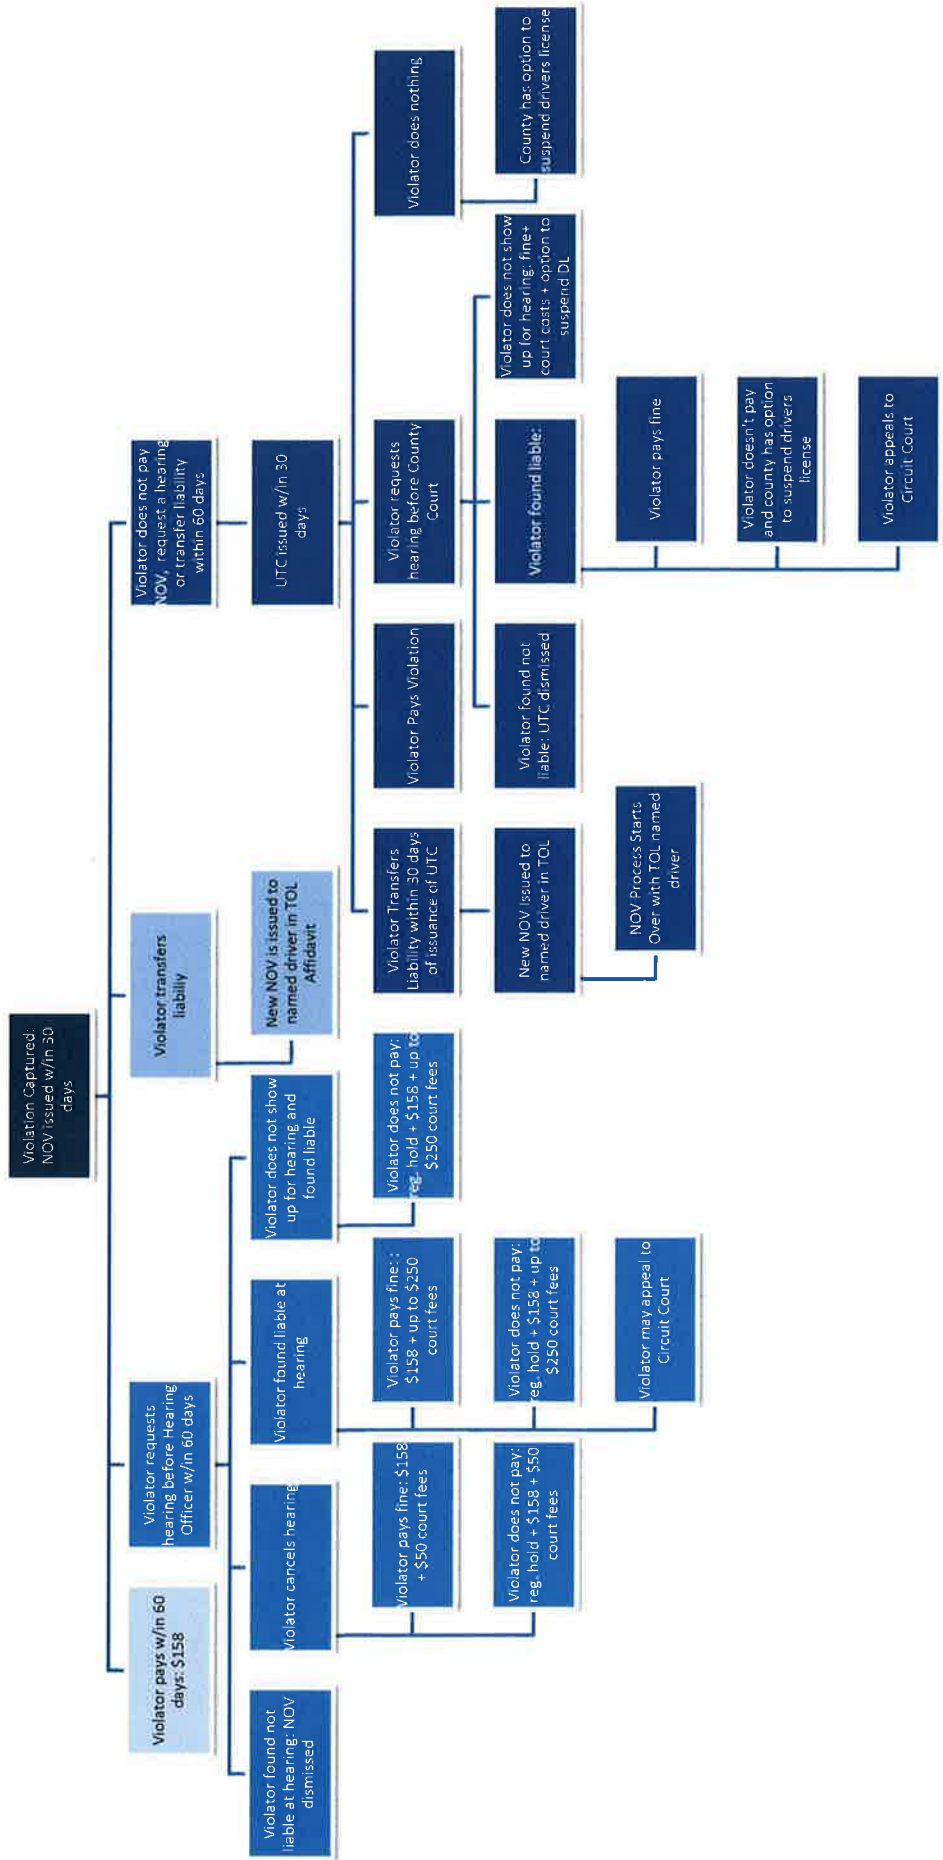 Violation Captured:
NOV issued w/in 30
days
Violator pays w/in 60
days: $158
Violator requests
hearing before Hearing
Officer w/in 60 days
Violator found not
liable at hearing: NOV
dismissed
Violator cancels hearing
Violator pays fine: $158
+ $50 court fees
Violator does not pay:
reg. hold + $158 + $50
court fees
Violator found liable at
hearing
Violator pays fine: :
$158 + up to $250
court fees
Violator does not pay:
reg. hold + $158 + up to
$250 court fees
Violator may appeal to
Circuit Court
Violator does not show
up for hearing and
found liable
Violator does not pay:
reg. hold + $158 + up to
$250 court fees
Violator transfers
liabiliy
New NOV is issued to
named driver in TOL
Affidavit
Violator does not pay
NOV, request a hearing
or transfer liability
within 60 days
UTC issued w/in 30
days
Violator Transfers
Liability within 30 days
of issuance of UTC
New NOV Issued to
named driver in TOL
NOV Process Starts
Over with TOL named
driver
Violator Pays Violation
Violator requests
hearing before County
Court
Violator found not
liable: UTC dismissed
Violator found liable:
Violator pays fine
Violator doesn't pay
and county has option
to suspend drivers
license
Violator appeals to
Circuit Court
Violator does not show
up for hearing: fine+
court costs + option to
suspend DL
Violator does nothing
County has option to
suspend drivers license